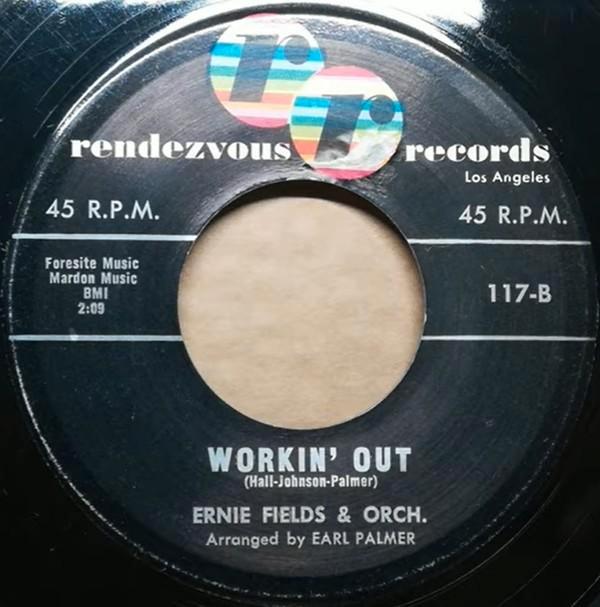 r r
rendezvous records
Los Angeles
45 R.P.M. 45 R.P.M.
Foresite Music
Mardon Music
BMI
2:09
117-B
WORKIN' OUT
(Hall-Johnson-Palmer)
ERNIE FIELDS & ORCH.
Arranged by EARL PALMER